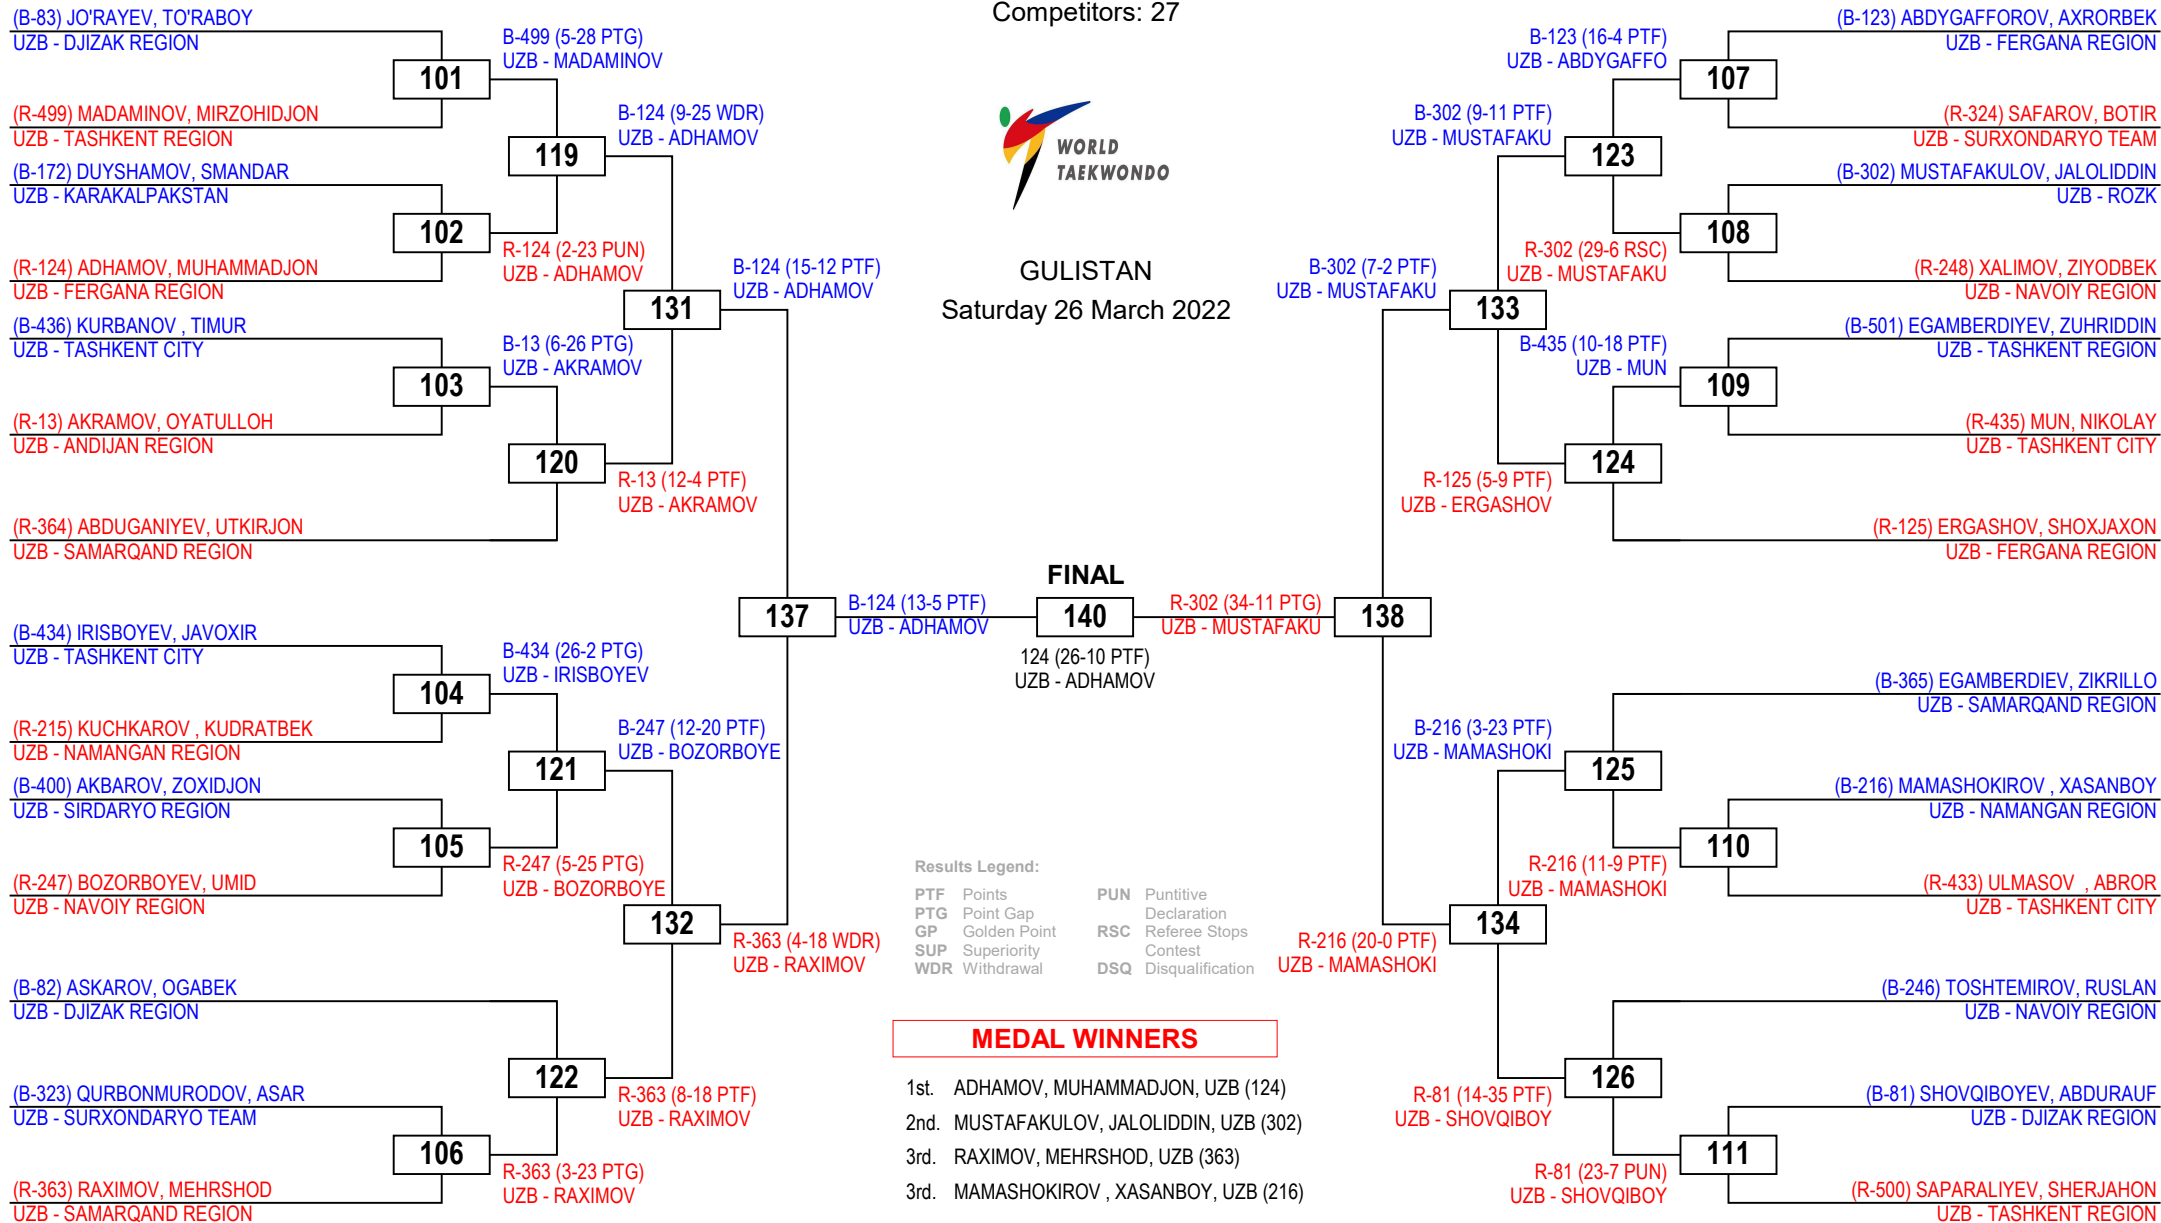 Competitors: 27
(B-83) JO'RAYEV, TO'RABOY
UZB - DJIZAK REGION
101
(R-499) MADAMINOV, MIRZOHIDJON
UZB - TASHKENT REGION
(B-172) DUYSHAMOV, SMANDAR
UZB - KARAKALPAKSTAN
102
(R-124) ADHAMOV, MUHAMMADJON
UZB - FERGANA REGION
(B-436) KURBANOV , TIMUR
UZB - TASHKENT CITY
103
(R-13) AKRAMOV, OYATULLOH
UZB - ANDIJAN REGION
(R-364) ABDUGANIYEV, UTKIRJON
UZB - SAMARQAND REGION
(B-434) IRISBOYEV, JAVOXIR
UZB - TASHKENT CITY
104
(R-215) KUCHKAROV , KUDRATBEK
UZB - NAMANGAN REGION
(B-400) AKBAROV, ZOXIDJON
UZB - SIRDARYO REGION
105
(R-247) BOZORBOYEV, UMID
UZB - NAVOIY REGION
(B-82) ASKAROV, OGABEK
UZB - DJIZAK REGION
(B-323) QURBONMURODOV, ASAR
UZB - SURXONDARYO TEAM
106
(R-363) RAXIMOV, MEHRSHOD
UZB - SAMARQAND REGION
B-499 (5-28 PTG)
UZB - MADAMINOV
119
R-124 (2-23 PUN)
UZB - ADHAMOV
B-13 (6-26 PTG)
UZB - AKRAMOV
120
B-434 (26-2 PTG)
UZB - IRISBOYEV
121
R-247 (5-25 PTG)
UZB - BOZORBOYE
122
R-363 (3-23 PTG)
UZB - RAXIMOV
B-124 (9-25 WDR)
UZB - ADHAMOV
131
R-13 (12-4 PTF)
UZB - AKRAMOV
B-247 (12-20 PTF)
UZB - BOZORBOYE
132
R-363 (8-18 PTF)
UZB - RAXIMOV
B-124 (15-12 PTF)
UZB - ADHAMOV
137
R-363 (4-18 WDR)
UZB - RAXIMOV
WORLD
TAEKWONDO
GULISTAN
Saturday 26 March 2022
FINAL
B-124 (13-5 PTF)
UZB - ADHAMOV
140
R-302 (34-11 PTG)
UZB - MUSTAFAKU
124 (26-10 PTF)
UZB - ADHAMOV
Results Legend:
PTF Points
PTG Point Gap
GP Golden Point
SUP Superiority
WDR Withdrawal
PUN Puntitive
Declaration
RSC Referee Stops
Contest
DSQ Disqualification
MEDAL WINNERS
1st. ADHAMOV, MUHAMMADJON, UZB (124)
2nd. MUSTAFAKULOV, JALOLIDDIN, UZB (302)
3rd. RAXIMOV, MEHRSHOD, UZB (363)
3rd. MAMASHOKIROV , XASANBOY, UZB (216)
B-302 (7-2 PTF)
UZB - MUSTAFAKU
138
R-216 (20-0 PTF)
UZB - MAMASHOKI
B-302 (9-11 PTF)
UZB - MUSTAFAKU
133
R-125 (5-9 PTF)
UZB - ERGASHOV
B-216 (3-23 PTF)
UZB - MAMASHOKI
134
R-81 (14-35 PTF)
UZB - SHOVQIBOY
B-123 (16-4 PTF)
UZB - ABDYGAFFO
123
R-302 (29-6 RSC)
UZB - MUSTAFAKU
B-435 (10-18 PTF)
UZB - MUN
124
125
R-216 (11-9 PTF)
UZB - MAMASHOKI
126
R-81 (23-7 PUN)
UZB - SHOVQIBOY
(B-123) ABDYGAFFOROV, AXRORBEK
UZB - FERGANA REGION
107
(R-324) SAFAROV, BOTIR
UZB - SURXONDARYO TEAM
(B-302) MUSTAFAKULOV, JALOLIDDIN
UZB - ROZK
108
(R-248) XALIMOV, ZIYODBEK
UZB - NAVOIY REGION
(B-501) EGAMBERDIYEV, ZUHRIDDIN
UZB - TASHKENT REGION
109
(R-435) MUN, NIKOLAY
UZB - TASHKENT CITY
(R-125) ERGASHOV, SHOXJAXON
UZB - FERGANA REGION
(B-365) EGAMBERDIEV, ZIKRILLO
UZB - SAMARQAND REGION
(B-216) MAMASHOKIROV , XASANBOY
UZB - NAMANGAN REGION
110
(R-433) ULMASOV , ABROR
UZB - TASHKENT CITY
(B-246) TOSHTEMIROV, RUSLAN
UZB - NAVOIY REGION
(B-81) SHOVQIBOYEV, ABDURAUF
UZB - DJIZAK REGION
111
(R-500) SAPARALIYEV, SHERJAHON
UZB - TASHKENT REGION